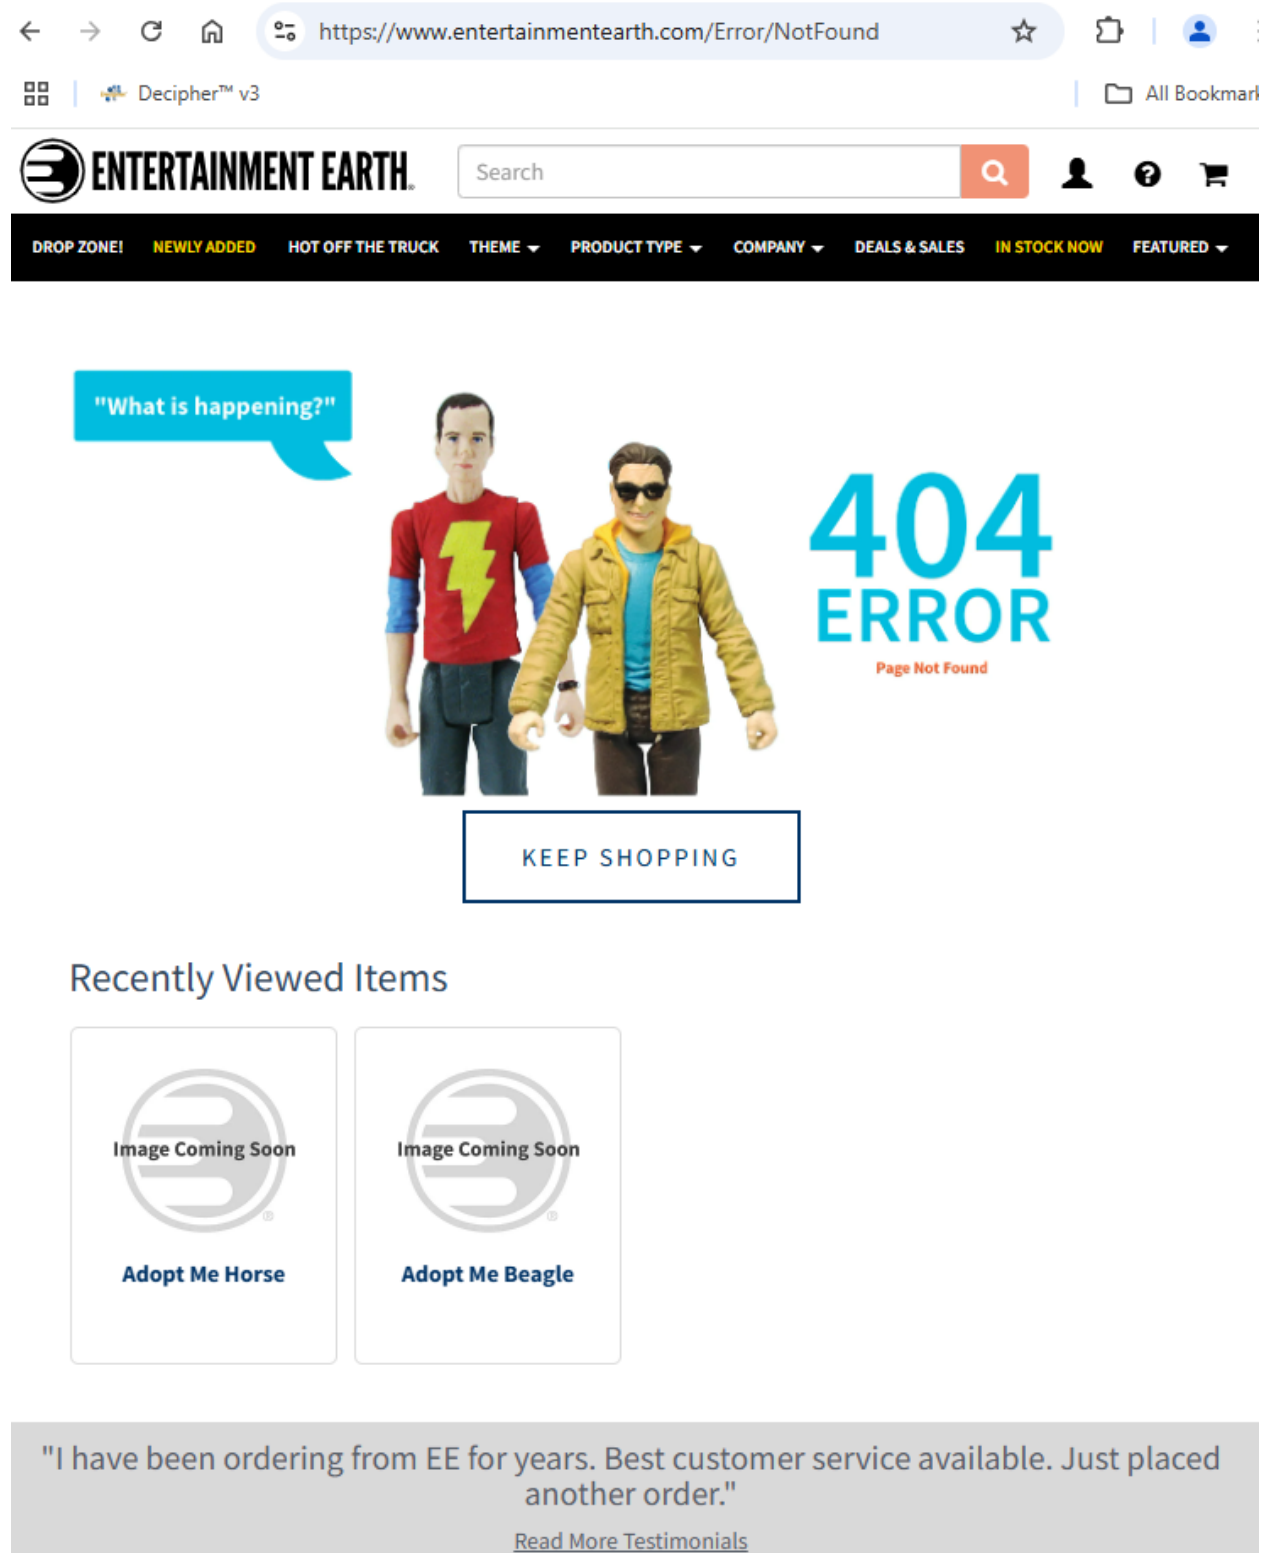 https://www.entertainmentearth.com/Error/NotFound
Decipher™ v3
All Bookmark
ENTERTAINMENT EARTH®
Search
DROP ZONE! NEWLY ADDED HOT OFF THE TRUCK THEME PRODUCT TYPE COMPANY DEALS & SALES IN STOCK NOW FEATURED
"What is happening?"
404
ERROR
Page Not Found
KEEP SHOPPING
Recently Viewed Items
Image Coming Soon
Adopt Me Horse
Image Coming Soon
Adopt Me Beagle
"I have been ordering from EE for years. Best customer service available. Just placed
another order."
Read More Testimonials